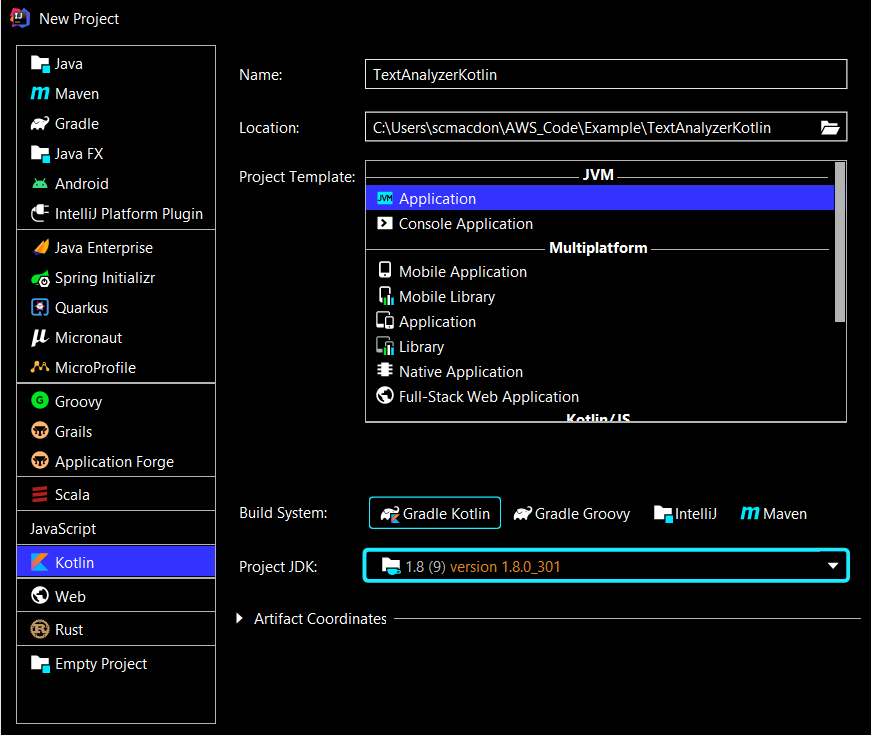 New Project
Java
Maven
Gradle
Java FX
Android
IntelliJ Platform Plugin
Java Enterprise
Spring Initializr
Quarkus
Micronaut
MicroProfile
Groovy
Grails
Application Forge
Scala
JavaScript
Kotlin
Web
Rust
Empty Project
Name: TextAnalyzerKotlin
Location: C:\Users\scmacdon\AWS_Code\Example\TextAnalyzerKotlin
Project Template:
JVM
JVM Application
Console Application
Multiplatform
Mobile Application
Mobile Library
Application
Library
Native Application
Full-Stack Web Application
Kotlin/JS
Build System: Gradle Kotlin Gradle Groovy IntelliJ Maven
Project JDK: 1.8 (9) version 1.8.0_301
Artifact Coordinates